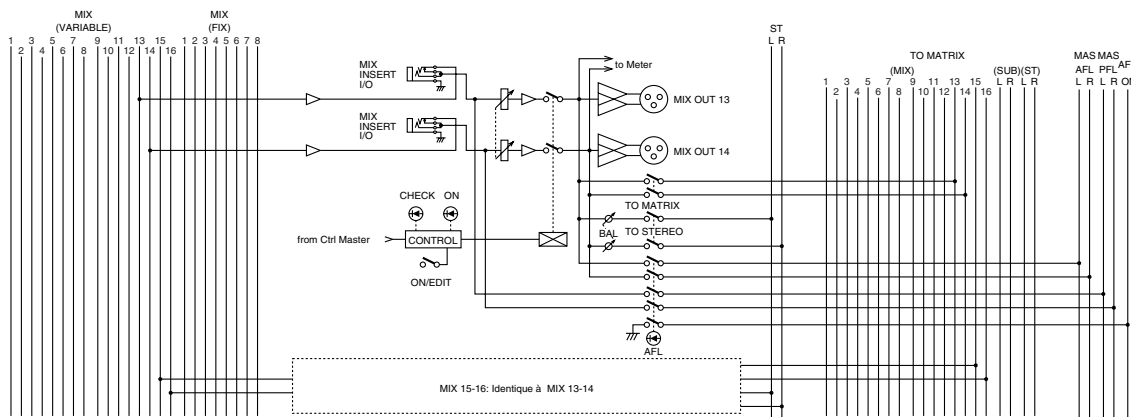 MIX
(VARIABLE)
1 2 3 4 5 6 7 8 9 10 11 12 13 14 15 16
MIX
(FIX)
1 2 3 4 5 6 7 8
MIX
INSERT
I/O
to Meter
MIX OUT 13
MIX
INSERT
I/O
MIX OUT 14
ST
L R
TO MATRIX
(MIX)
1 2 3 4 5 6 7 8 9 10 11 12 13 14 15 16
(SUB) (ST)
L R L R
MAS
AFL
L R
MAS
PFL
L R
ON
CHECK ON
from Ctrl Master
CONTROL
ON/EDIT
TO MATRIX
BAL
TO STEREO
AFL
MIX 15-16: Identique à MIX 13-14